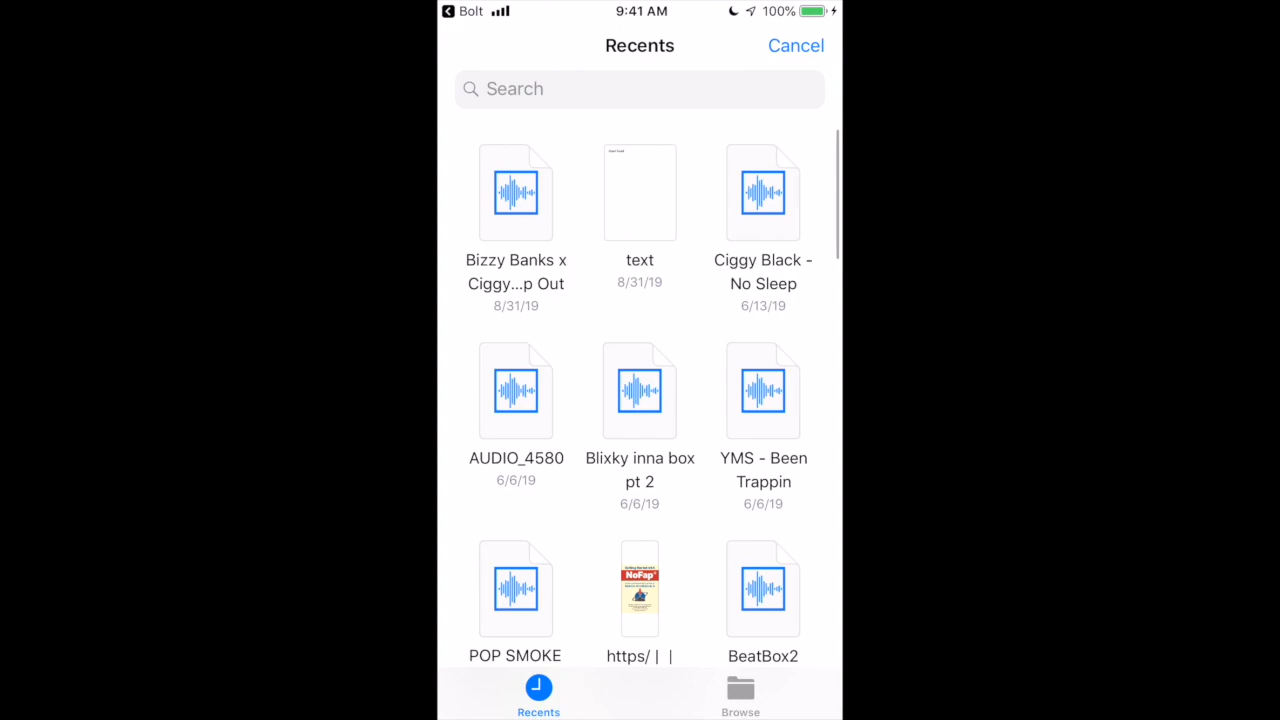 Bolt 9:41 AM 100%
Recents Cancel
Search
Bizzy Banks x
Ciggy...p Out
8/31/19
text
8/31/19
Ciggy Black -
No Sleep
6/13/19
AUDIO_4580
6/6/19
Blixky inna box
pt 2
6/6/19
YMS - Been
Trappin
6/6/19
NoFap
POP SMOKE
https/ | |
BeatBox2
Recents
Browse